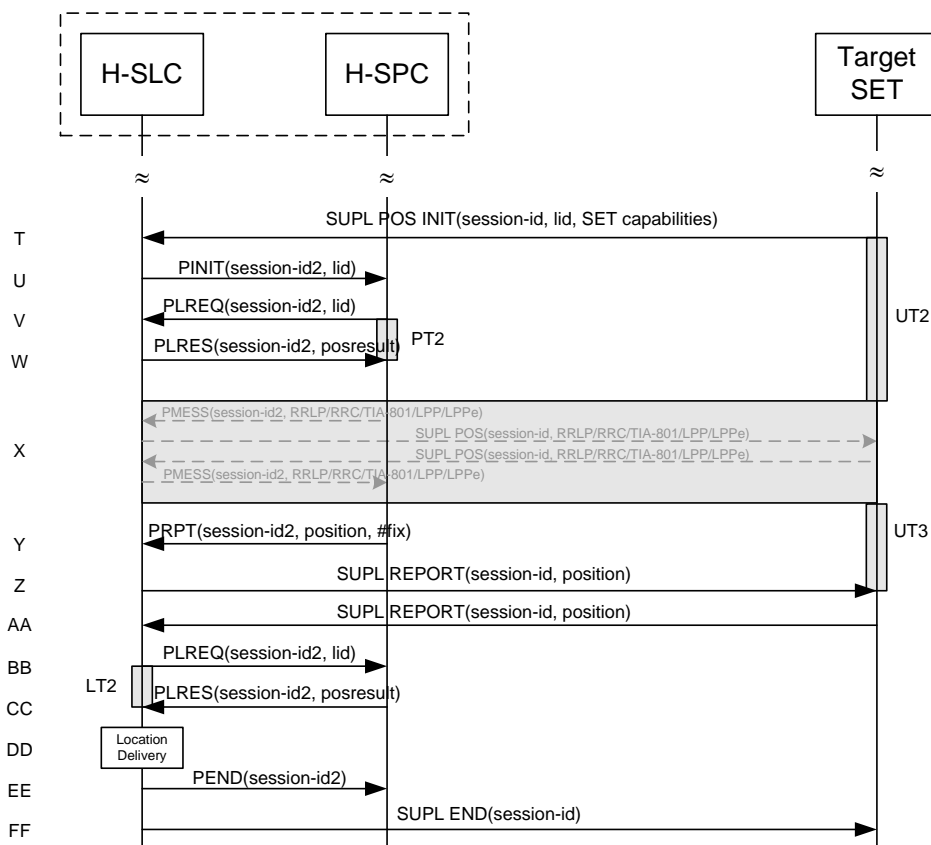 H-SLC
H-SPC
Target
SET
≈
≈
≈
SUPL POS INIT(session-id, lid, SET capabilities)
T
PINIT(session-id2, lid)
U
PLREQ(session-id2, lid)
V
UT2
PT2
PLRES(session-id2, posresult)
W
PMESS(session-id2, RRLP/RRC/TIA-801/LPP/LPPe)
SUPL POS(session-id, RRLP/RRC/TIA-801/LPP/LPPe)
X
SUPL POS(session-id, RRLP/RRC/TIA-801/LPP/LPPe)
PMESS(session-id2, RRLP/RRC/TIA-801/LPP/LPPe)
PRPT(session-id2, position, #fix)
UT3
Y
SUPL REPORT(session-id, position)
Z
SUPL REPORT(session-id, position)
AA
PLREQ(session-id2, lid)
BB
LT2
PLRES(session-id2, posresult)
CC
Location
Delivery
DD
PEND(session-id2)
EE
SUPL END(session-id)
FF